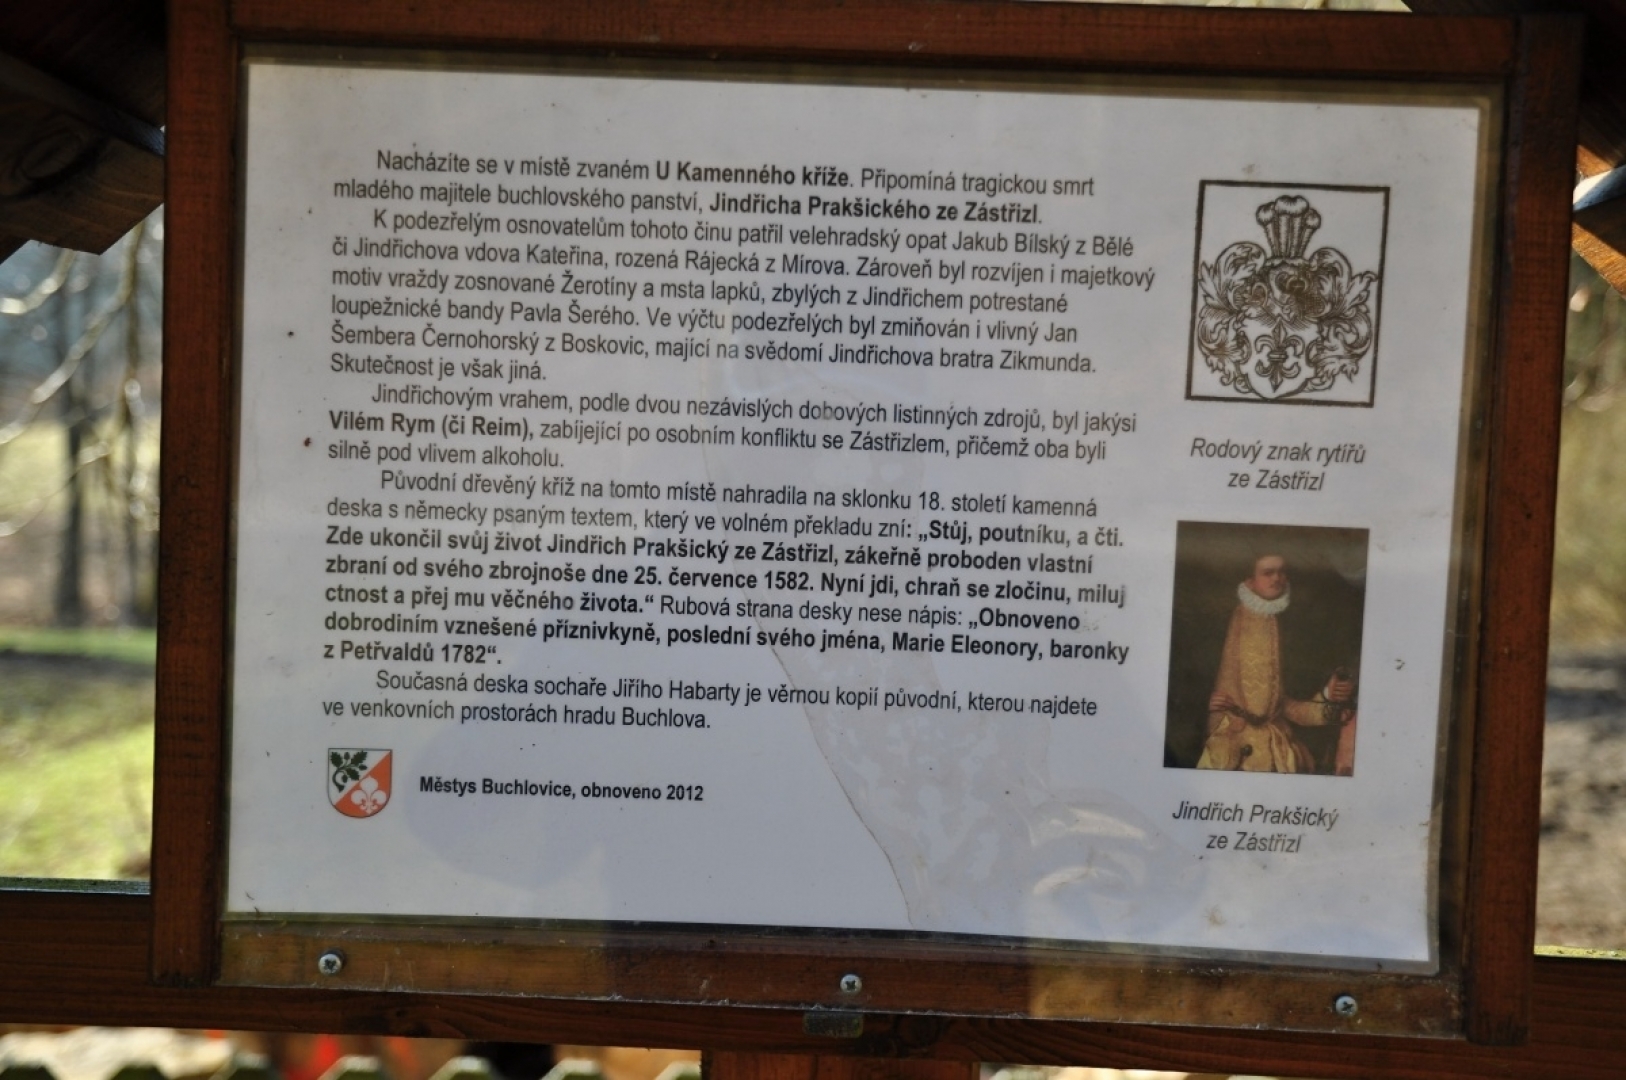 Nacházíte se v místě zvaném U Kamenného kříže. Připomíná tragickou smrt
mladého majitele buchlovského panství, Jindřicha Prakšického ze Zástřizl.
K podezřelým osnovatelům tohoto činu patřil velehradský opat Jakub Bílský z Bělé
či Jindřichova vdova Kateřina, rozená Rájecká z Mírova. Zároveň byl rozvíjen i majetkový
motiv vraždy zosnované Žerotíny a msta lapků, zbylých z Jindřichem potrestané
loupežnické bandy Pavla Šerého. Ve výčtu podezřelých byl zmiňován i vlivný Jan
Šembera Černohorský z Boskovic, mající na svědomí Jindřichova bratra Zikmunda.
Skutečnost je však jiná.
Jindřichovým vrahem, podle dvou nezávislých dobových listinných zdrojů, byl jakýsi
Vilém Rym (či Reim), zabíjející po osobním konfliktu se Zástřizlem, přičemž oba byli
silně pod vlivem alkoholu.
Původní dřevěný kříž na tomto místě nahradila na sklonku 18. století kamenná
deska s německy psaným textem, který ve volném překladu zní: „Stůj, poutníku, a čti.
Zde ukončil svůj život Jindřich Prakšický ze Zástřizl, zákeřně proboden vlastní
zbraní od svého zbrojnoše dne 25. července 1582. Nyní jdi, chraň se zločinu, miluj
ctnost a přej mu věčného života.“ Rubová strana desky nese nápis: „Obnoveno
dobrodiním vznešené příznivkyně, poslední svého jména, Marie Eleonory, baronky
z Petřvaldů 1782“.
Současná deska sochaře Jiřího Habarty je věrnou kopií původní, kterou najdete
ve venkovních prostorách hradu Buchlova.
Městys Buchlovice, obnoveno 2012
Rodový znak rytířů
ze Zástřizl
Jindřich Prakšický
ze Zástřizl